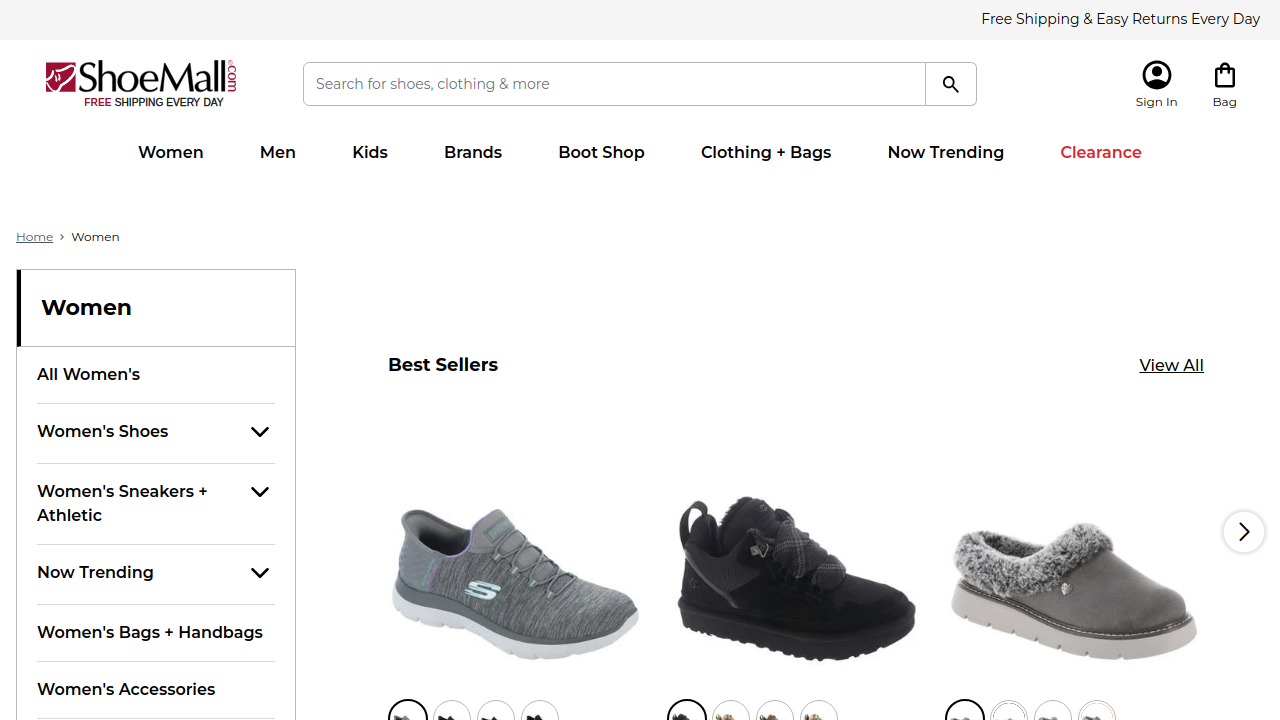 Free Shipping & Easy Returns Every Day
ShoeMall.com
FREE SHIPPING EVERY DAY
Search for shoes, clothing & more
Sign In
Bag
Women
Men
Kids
Brands
Boot Shop
Clothing + Bags
Now Trending
Clearance
Home › Women
Women
All Women's
Women's Shoes
Women's Sneakers +
Athletic
Now Trending
Women's Bags + Handbags
Women's Accessories
Best Sellers
View All